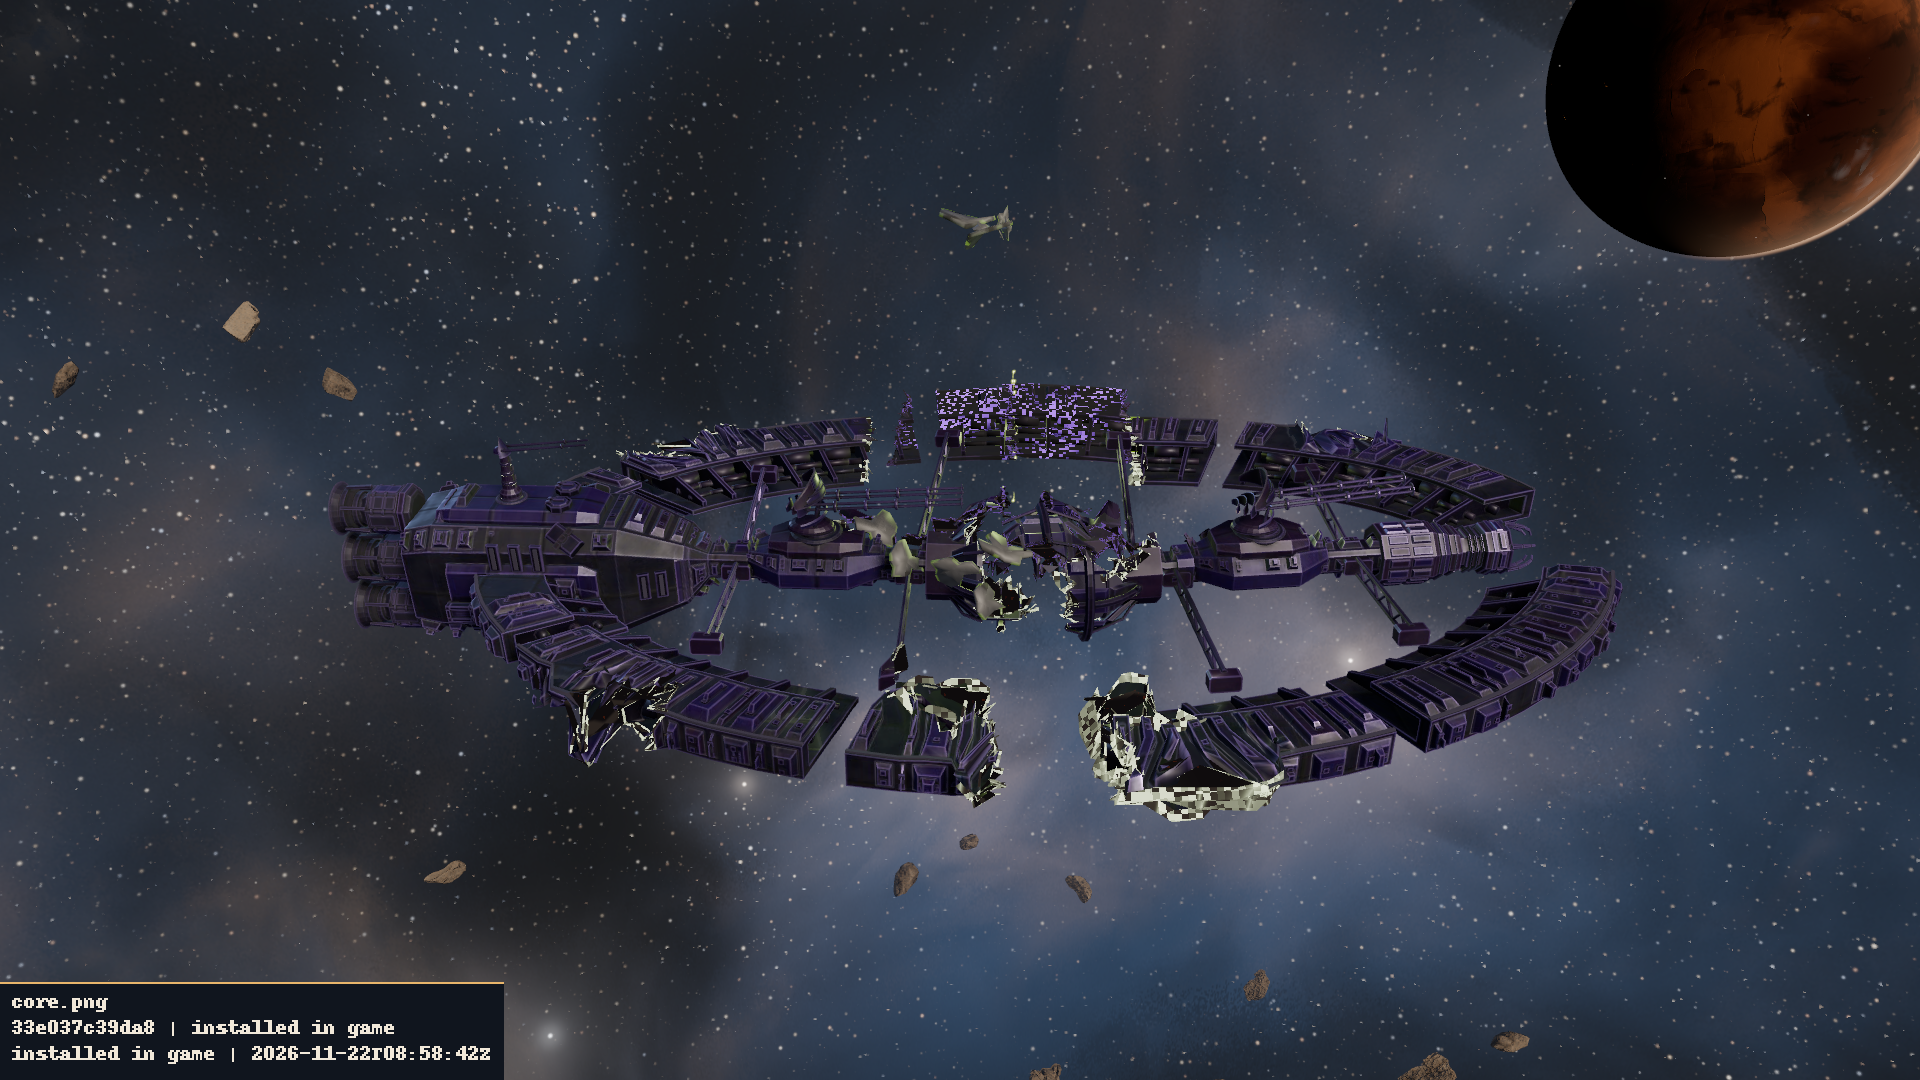 core.png
33e037c39da8 | installed in game
installed in game | 2026-11-22T08:58:42Z